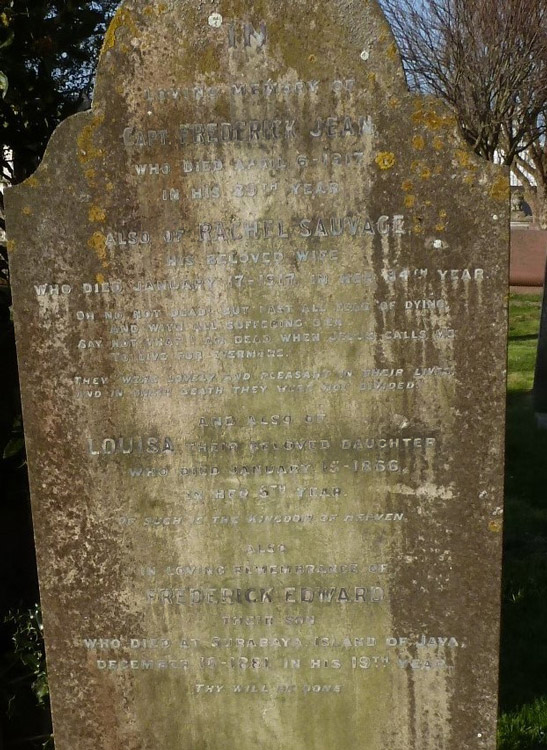 IN
LOVING MEMORY OF
CAPT. FREDERICK JEAN,
WHO DIED APRIL 6-1917,
IN HIS 89TH YEAR
ALSO OF RACHEL SAUVAGE,
HIS BELOVED WIFE
WHO DIED JANUARY 17-1917, IN HER 84TH YEAR.
OH NO, NOT DEAD! BUT PAST ALL FEAR OF DYING
AND WITH ALL SUFFERING O'ER
SAY NOT THAT I AM DEAD WHEN JESUS CALLS ME
TO LIVE FOR EVERMORE.
THEY WERE LOVELY AND PLEASANT IN THEIR LIVES
AND IN THEIR DEATH THEY WERE NOT DIVIDED.
AND ALSO OF
LOUISA THEIR BELOVED DAUGHTER
WHO DIED JANUARY 15-1866
IN HER 5TH YEAR
OF SUCH IS THE KINGDOM OF HEAVEN.
ALSO
IN LOVING REMEMBRANCE OF
FREDERICK EDWARD
THEIR SON
WHO DIED AT SURABAYA, ISLAND OF JAVA,
DECEMBER 1881 IN HIS 19TH YEAR
THY WILL BE DONE